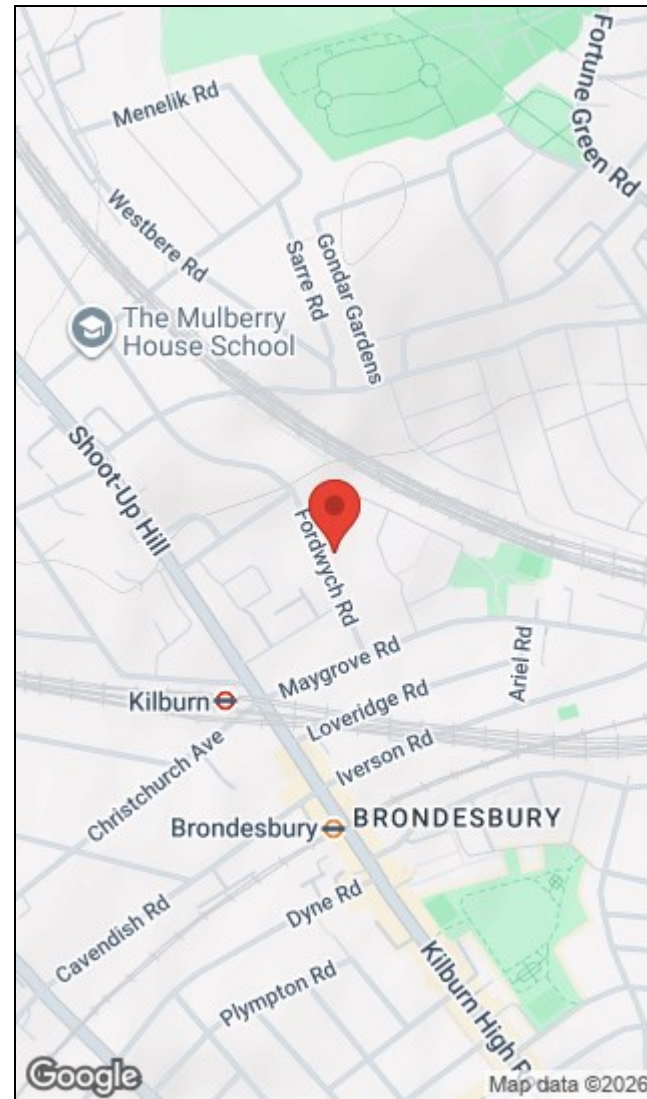 Fortune Green Rd
Menelik Rd
Westbere Rd
Sarre Rd
Gondar Gardens
The Mulberry
House School
Shoot-Up Hill
Fordwych Rd
Maygrove Rd
Ariel Rd
Kilburn
Loveridge Rd
Christchurch Ave
Iverson Rd
Brondesbury
BRONDESBURY
Cavendish Rd
Dyne Rd
Plympton Rd
Kilburn High R
Google
Map data ©2026